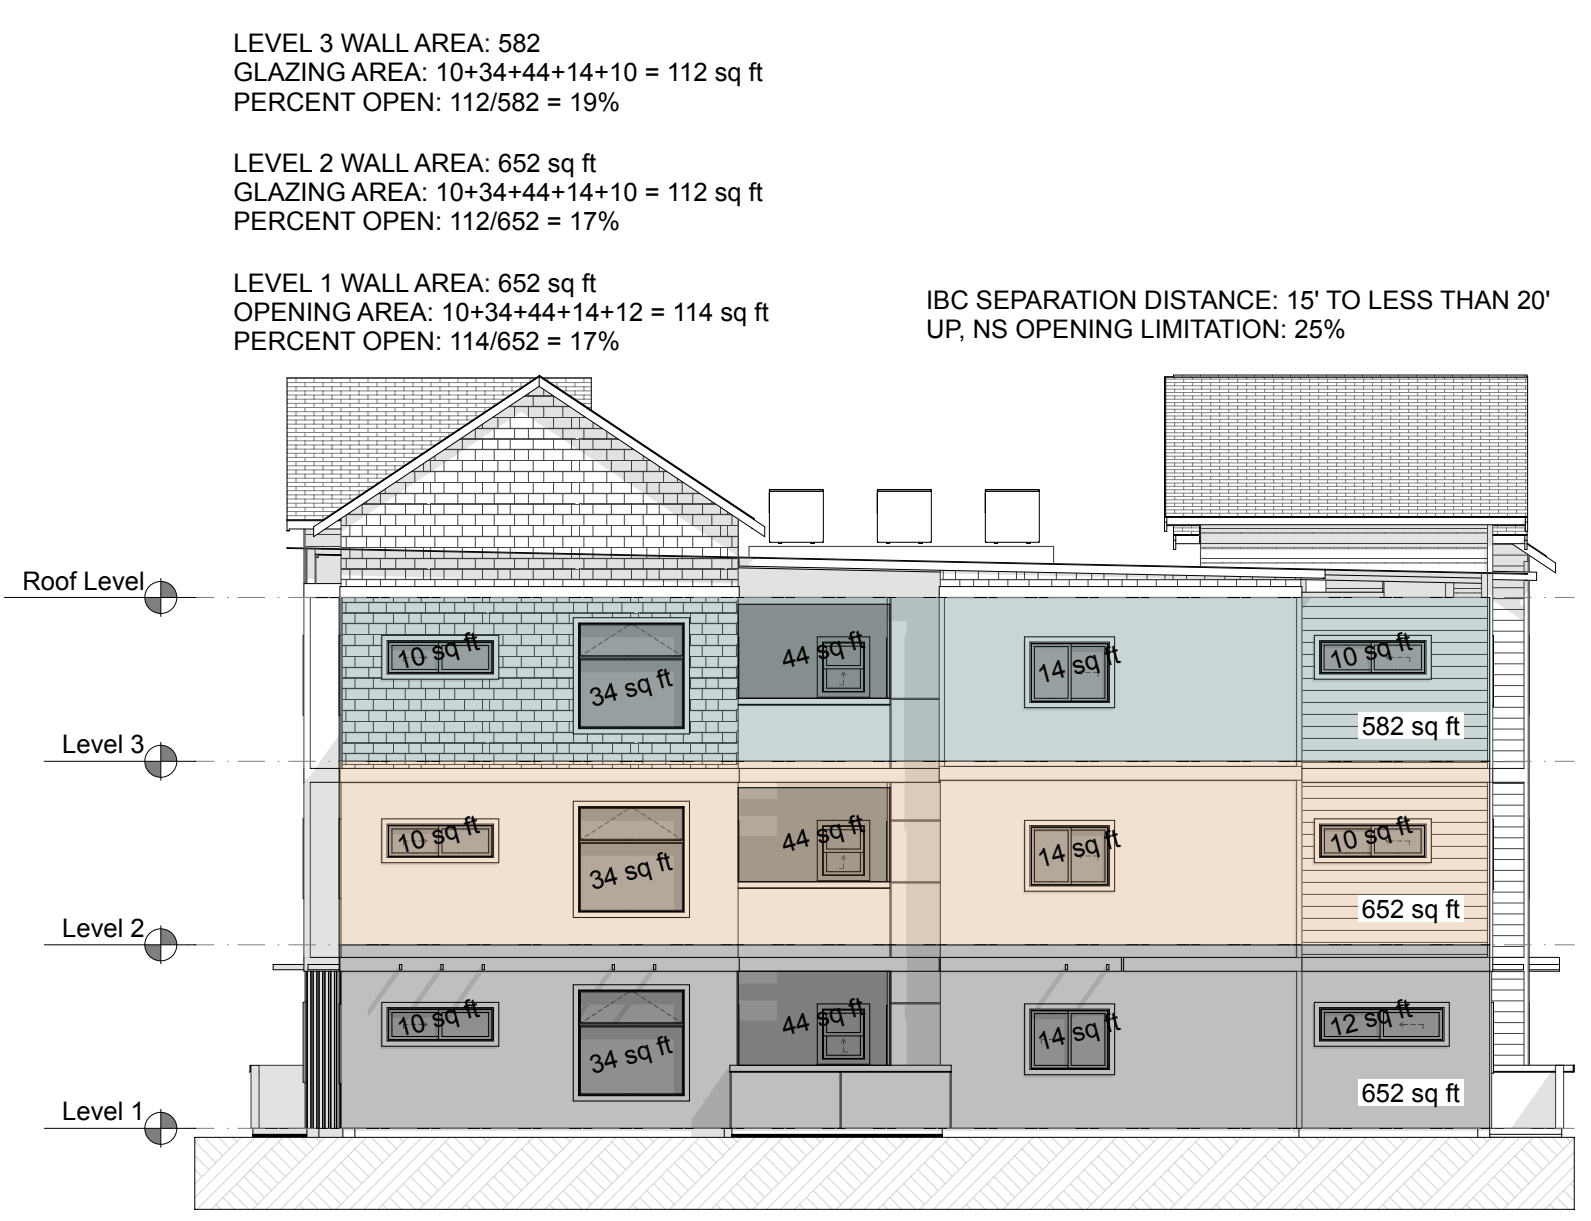 LEVEL 3 WALL AREA: 582
GLAZING AREA: 10+34+44+14+10 = 112 sq ft
PERCENT OPEN: 112/582 = 19%
LEVEL 2 WALL AREA: 652 sq ft
GLAZING AREA: 10+34+44+14+10 = 112 sq ft
PERCENT OPEN: 112/652 = 17%
LEVEL 1 WALL AREA: 652 sq ft
OPENING AREA: 10+34+44+14+12 = 114 sq ft
PERCENT OPEN: 114/652 = 17%
IBC SEPARATION DISTANCE: 15' TO LESS THAN 20'
UP, NS OPENING LIMITATION: 25%
Roof Level
10 sq ft
34 sq ft
44 sq ft
14 sq ft
10 sq ft
582 sq ft
Level 3
10 sq ft
34 sq ft
44 sq ft
14 sq ft
10 sq ft
652 sq ft
Level 2
10 sq ft
34 sq ft
44 sq ft
14 sq ft
12 sq ft
652 sq ft
Level 1